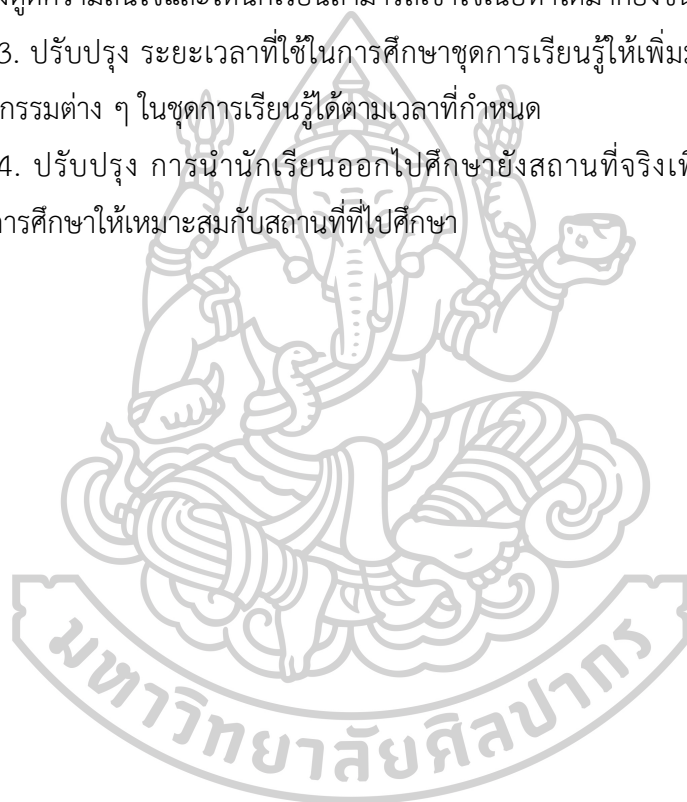 3. ปรับปรุง ระยะเวลาที่ใช้ในการศึกษาชุดการเรียนรู้ให้เพิ่ม
กรรมต่าง ๆ ในชุดการเรียนรู้ได้ตามเวลาที่กำหนด
4. ปรับปรุง การนำนักเรียนออกไปศึกษายังสถานที่จริง
การศึกษาให้เหมาะสมกับสถานที่ที่ไปศึกษา
มหาวิทยาลัยศิลปากร